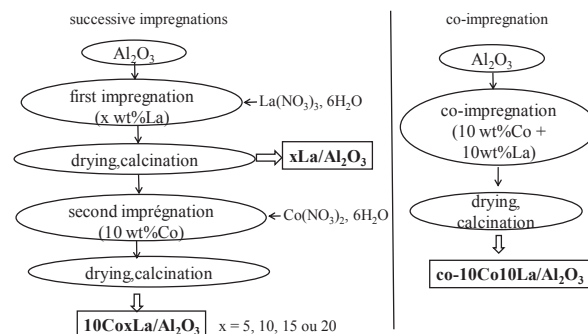 successive impregnations
Al2O3
first impregnation
(x wt%La)
La(NO3)3, 6H2O
drying,calcination
xLa/Al2O3
second imprégnation
(10 wt%Co)
Co(NO3)2, 6H2O
drying,calcination
10CoxLa/Al2O3
x = 5, 10, 15 ou 20
co-impregnation
Al2O3
co-impregnation
(10 wt%Co +
10wt%La)
drying,
calcination
co-10Co10La/Al2O3